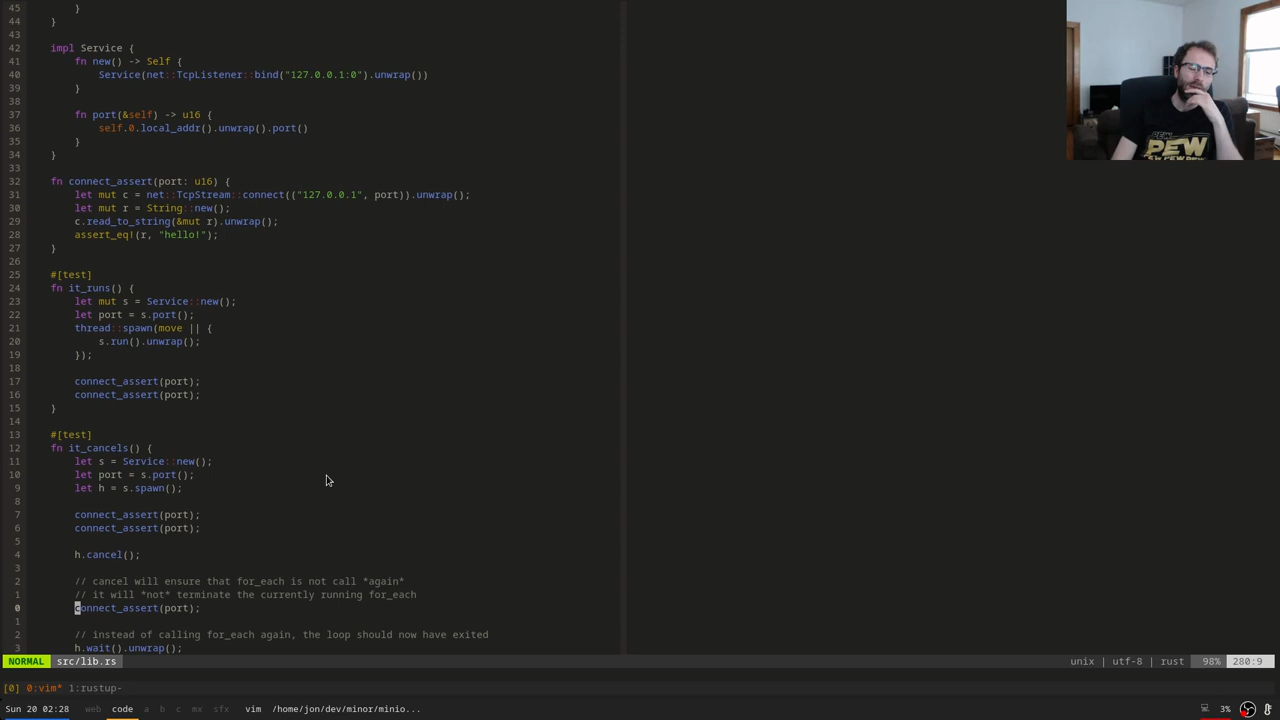 45         }
44     }
43
42     impl Service {
41         fn new() -> Self {
40             Service(net::TcpListener::bind("127.0.0.1:0").unwrap())
39         }
38
37         fn port(&self) -> u16 {
36             self.0.local_addr().unwrap().port()
35         }
34     }
33
32     fn connect_assert(port: u16) {
31         let mut c = net::TcpStream::connect(("127.0.0.1", port)).unwrap();
30         let mut r = String::new();
29         c.read_to_string(&mut r).unwrap();
28         assert_eq!(r, "hello!");
27     }
26
25     #[test]
24     fn it_runs() {
23         let mut s = Service::new();
22         let port = s.port();
21         thread::spawn(move || {
20             s.run().unwrap();
19         });
18
17         connect_assert(port);
16         connect_assert(port);
15     }
14
13     #[test]
12     fn it_cancels() {
11         let s = Service::new();
10         let port = s.port();
9         let h = s.spawn();
8
7         connect_assert(port);
6         connect_assert(port);
5
4         h.cancel();
3
2         // cancel will ensure that for_each is not call *again*
1         // it will *not* terminate the currently running for_each
0         connect_assert(port);
1
2         // instead of calling for_each again, the loop should now have exited
3         h.wait().unwrap();
NORMAL src/lib.rs unix | utf-8 | rust 98% 280:9
[0] 0:vim* 1:rustup-
Sun 20 02:28 web code a b c mx sfx vim /home/jon/dev/minor/minio... 3%
PEW
PEW